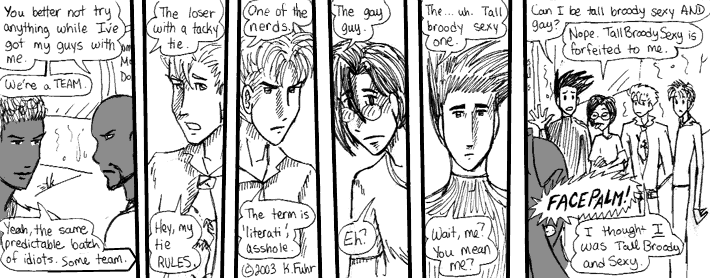 You better not try
anything while I've
got my guys with
me.
We're a TEAM.
Yeah, the same
predictable batch
of idiots. Some team.
The loser
with a tacky
tie.
Hey, my
tie
RULES.
One of the
nerds.
The term is
'literati',
asshole.
©2003 K.Fuhr
The gay
guy.
Eh?
The... uh. Tall
broody sexy
one.
Wait, me?
You mean
me?
Can I be tall broody sexy AND
gay?
Nope. TallBroodySexy is
forfeited to me.
FACEPALM!
I thought I
was Tall Broody
and Sexy.